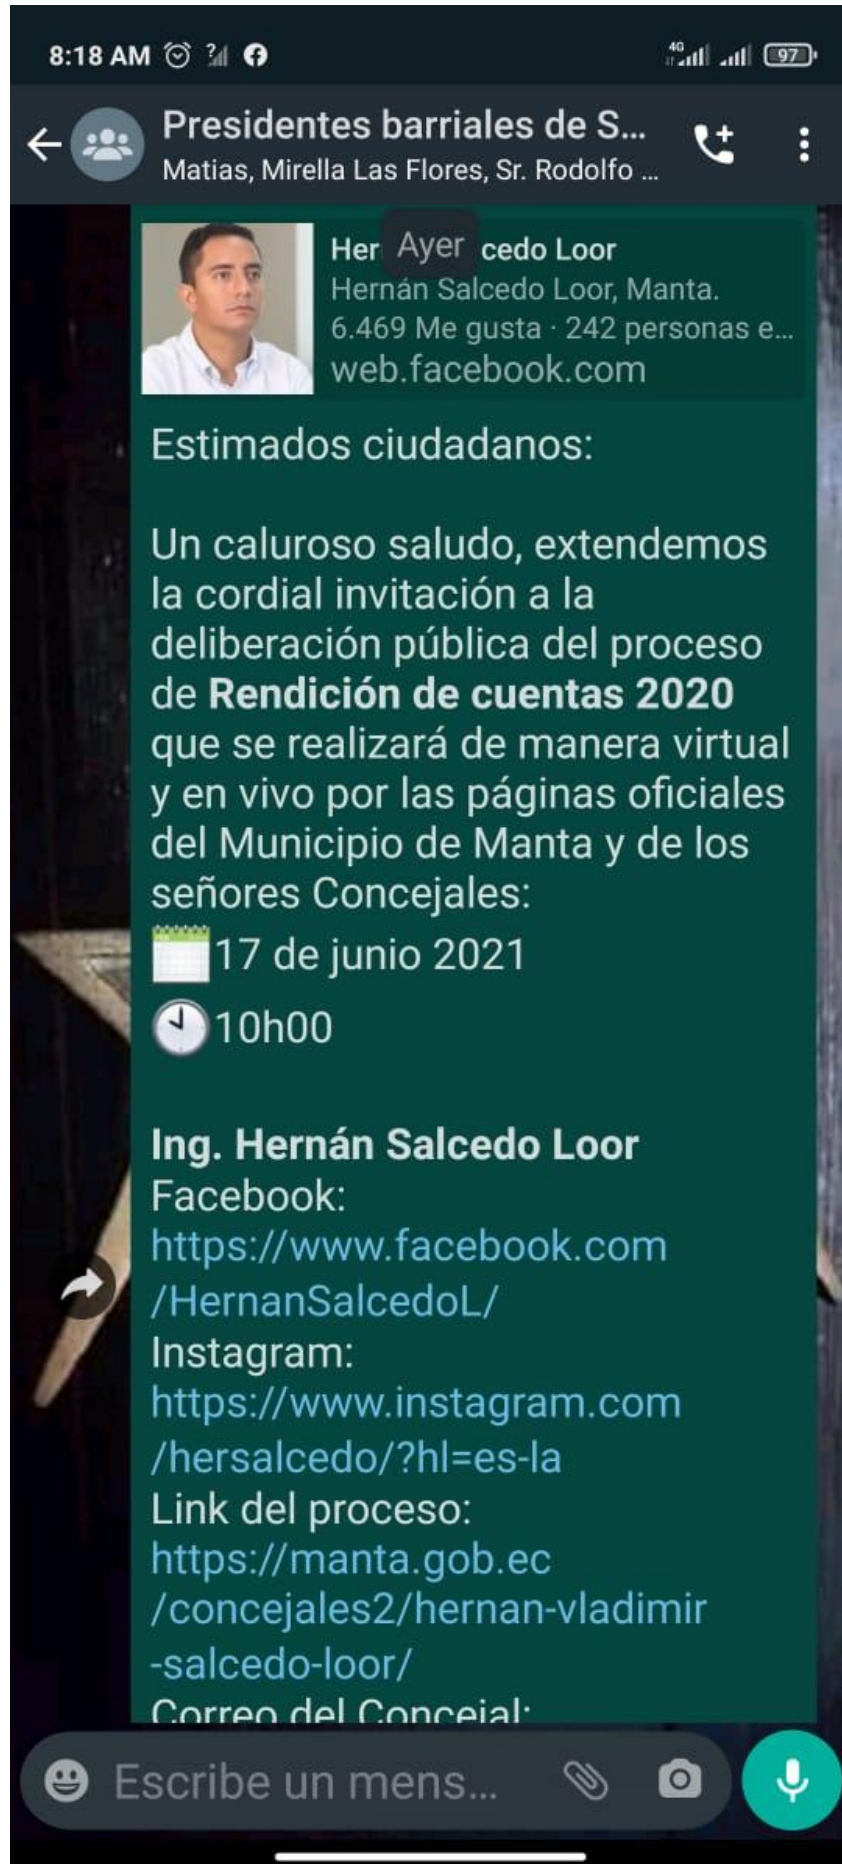 8:18 AM
4G
97
Presidentes barriales de S...
Matias, Mirella Las Flores, Sr. Rodolfo ...
Ayer
Her cedo Loor
Hernán Salcedo Loor, Manta.
6.469 Me gusta · 242 personas e...
web.facebook.com
Estimados ciudadanos:
Un caluroso saludo, extendemos
la cordial invitación a la
deliberación pública del proceso
de Rendición de cuentas 2020
que se realizará de manera virtual
y en vivo por las páginas oficiales
del Municipio de Manta y de los
señores Concejales:
17 de junio 2021
10h00
Ing. Hernán Salcedo Loor
Facebook:
https://www.facebook.com
/HernanSalcedoL/
Instagram:
https://www.instagram.com
/hersalcedo/?hl=es-la
Link del proceso:
https://manta.gob.ec
/concejales2/hernan-vladimir
-salcedo-loor/
Correo del Concejal:
Escribe un mens...